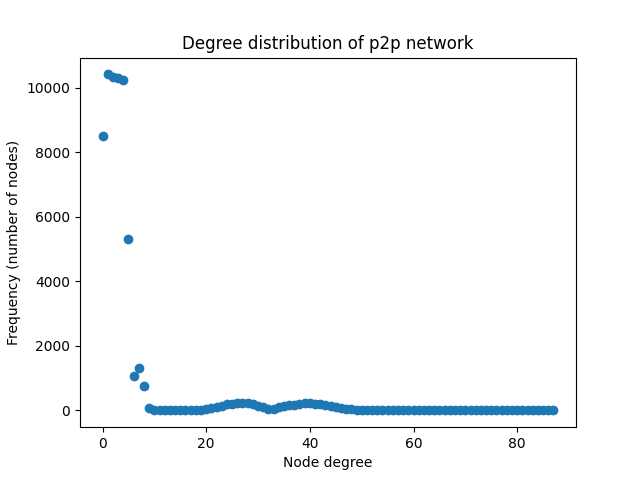 Degree distribution of p2p network
10000
8000
6000
4000
2000
0
Frequency (number of nodes)
0 20 40 60 80
Node degree